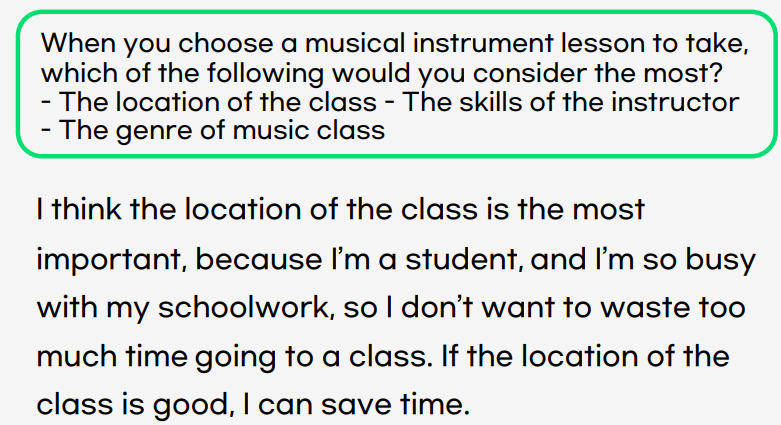 When you choose a musical instrument lesson to take,
which of the following would you consider the most?
- The location of the class - The skills of the instructor
- The genre of music class
I think the location of the class is the most
important, because I’m a student, and I’m so busy
with my schoolwork, so I don’t want to waste too
much time going to a class. If the location of the
class is good, I can save time.